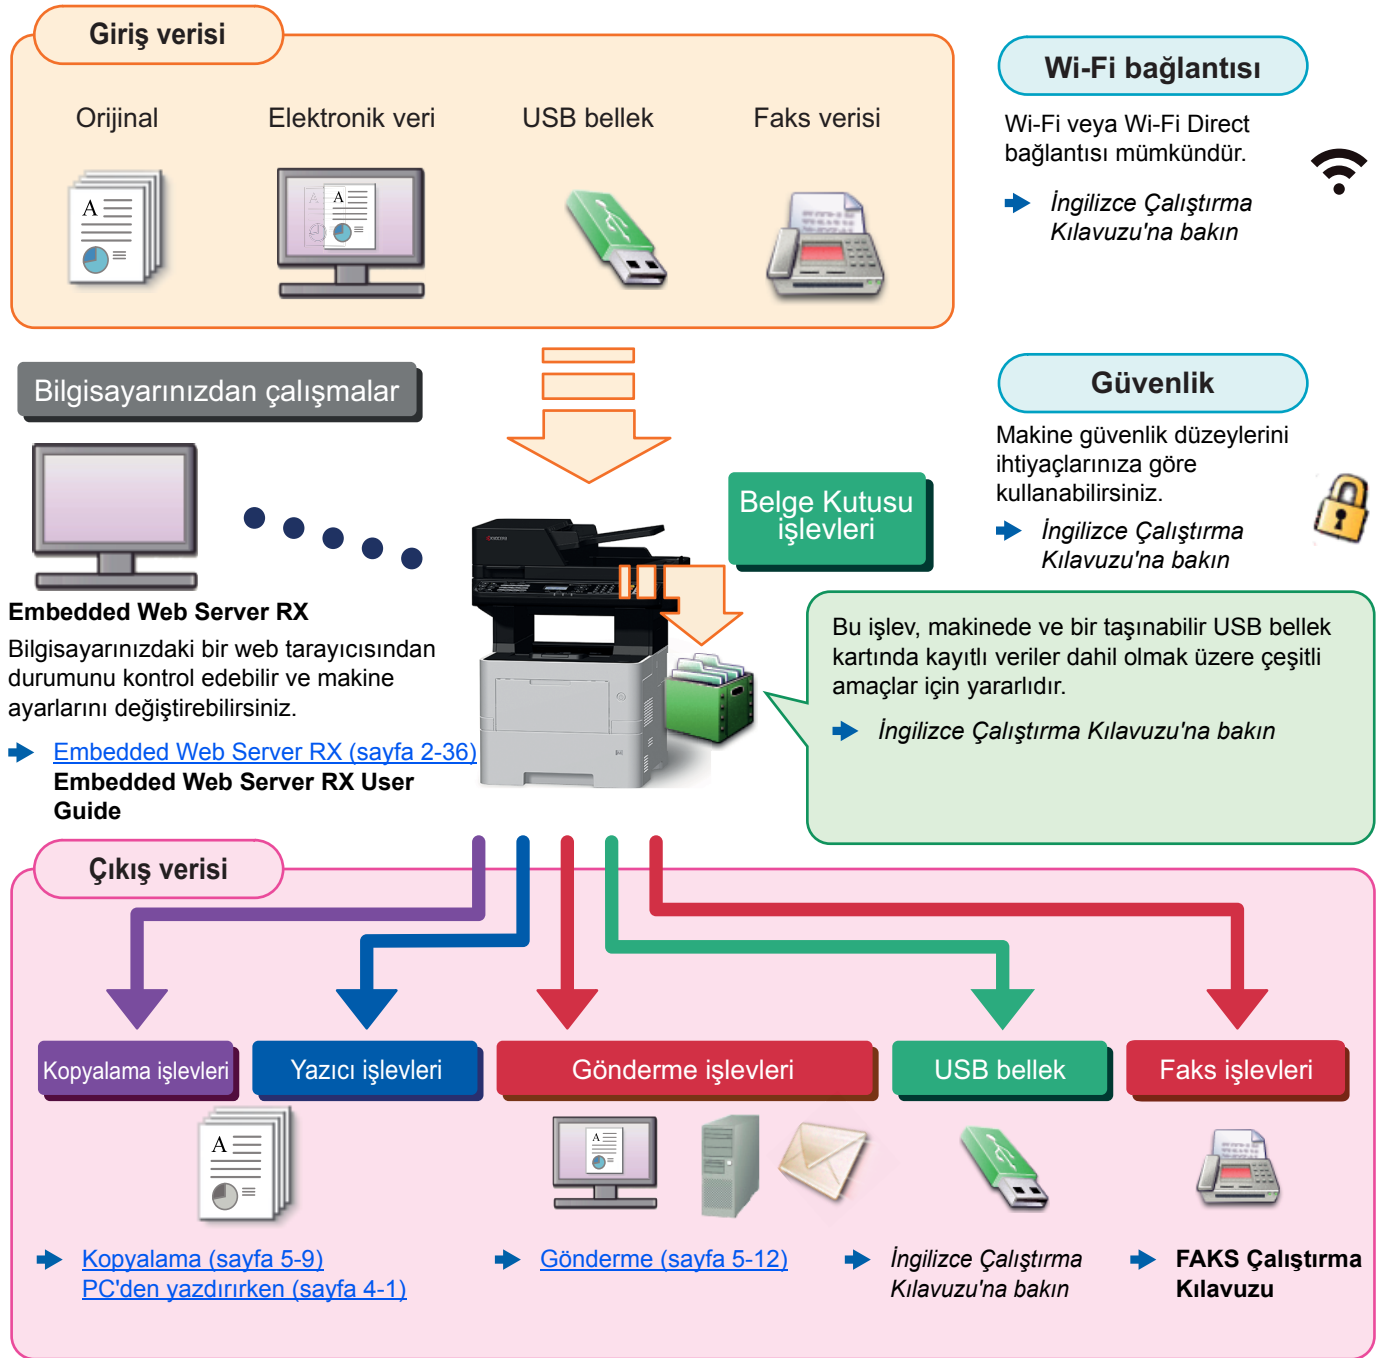 Giriş verisi
Orijinal
Elektronik veri
USB bellek
Faks verisi
Wi-Fi bağlantısı
Wi-Fi veya Wi-Fi Direct
bağlantısı mümkündür.
İngilizce Çalıştırma
Kılavuzu'na bakın
Bilgisayarınızdan çalışmalar
Güvenlik
Makine güvenlik düzeylerini
ihtiyaçlarınıza göre
kullanabilirsiniz.
İngilizce Çalıştırma
Kılavuzu'na bakın
Belge Kutusu
işlevleri
Embedded Web Server RX
Bilgisayarınızdaki bir web tarayıcısından
durumunu kontrol edebilir ve makine
ayarlarını değiştirebilirsiniz.
Embedded Web Server RX (sayfa 2-36)
Embedded Web Server RX User
Guide
Bu işlev, makinede ve bir taşınabilir USB bellek
kartında kayıtlı veriler dahil olmak üzere çeşitli
amaçlar için yararlıdır.
İngilizce Çalıştırma Kılavuzu'na bakın
Çıkış verisi
Kopyalama işlevleri
Yazıcı işlevleri
Gönderme işlevleri
USB bellek
Faks işlevleri
Kopyalama (sayfa 5-9)
PC'den yazdırırken (sayfa 4-1)
Gönderme (sayfa 5-12)
İngilizce Çalıştırma
Kılavuzu'na bakın
FAKS Çalıştırma
Kılavuzu